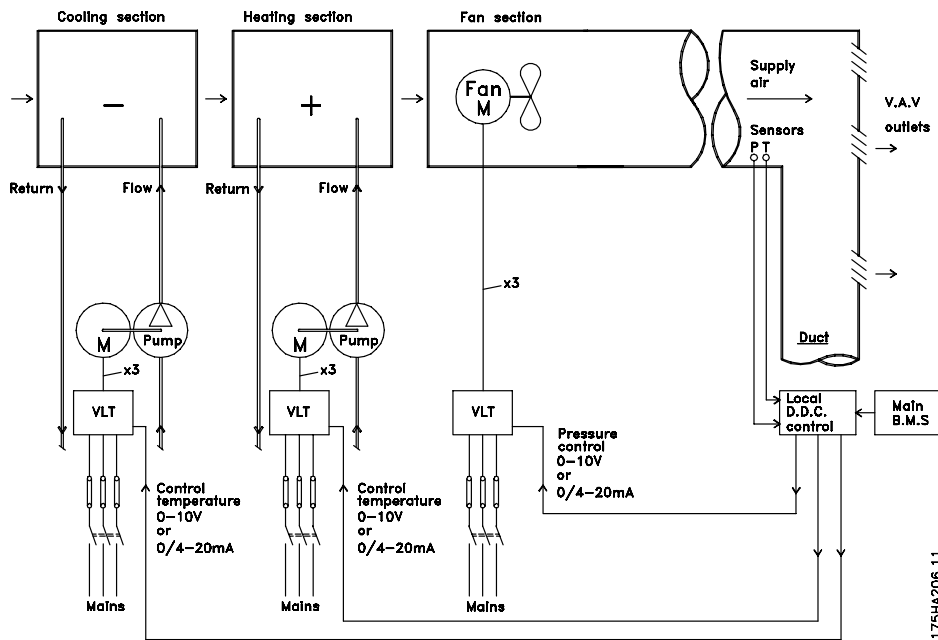 Cooling section
Heating section
Fan section
−
+
Fan
M
Supply
air
Sensors
P T
V.A.V
outlets
Return
Flow
Return
Flow
x3
M
Pump
M
Pump
Duct
x3
x3
VLT
VLT
VLT
Local
D.D.C.
control
Main
B.M.S
Pressure
control
0–10V
or
0/4–20mA
Control
temperature
0–10V
or
0/4–20mA
Control
temperature
0–10V
or
0/4–20mA
Mains
Mains
Mains
175HA206.11